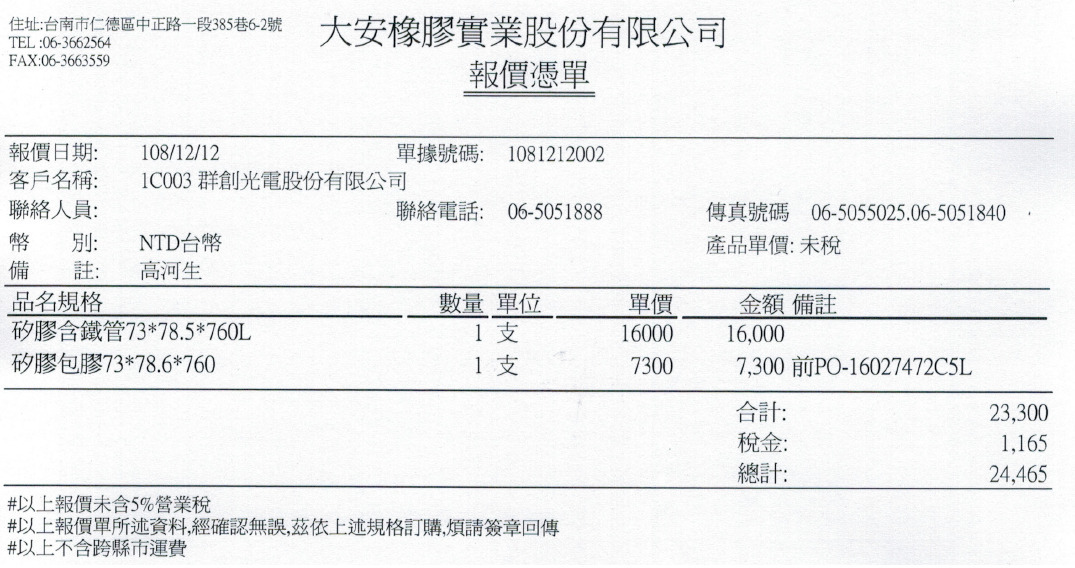 住址:台南市仁德區中正路一段385巷6-2號
TEL :06-3662564
FAX:06-3663559
大安橡膠實業股份有限公司
報價憑單
報價日期: 108/12/12 單據號碼: 1081212002
客戶名稱: 1C003 群創光電股份有限公司
聯絡人員: 聯絡電話: 06-5051888 傳真號碼 06-5055025.06-5051840
幣 別: NTD台幣 產品單價: 未稅
備 註: 高河生
品名規格 數量 單位 單價 金額 備註
矽膠含鐵管73*78.5*760L 1 支 16000 16,000
矽膠包膠73*78.6*760 1 支 7300 7,300 前PO-16027472C5L
合計: 23,300
稅金: 1,165
總計: 24,465
#以上報價未含5%營業稅
#以上報價單所述資料,經確認無誤,茲依上述規格訂購,煩請簽章回傳
#以上不含跨縣市運費